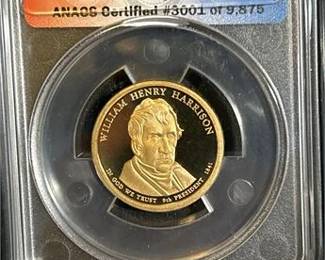 ANACS Certified #3001 of 9,875
WILLIAM HENRY HARRISON
IN GOD WE TRUST 9th PRESIDENT 1841